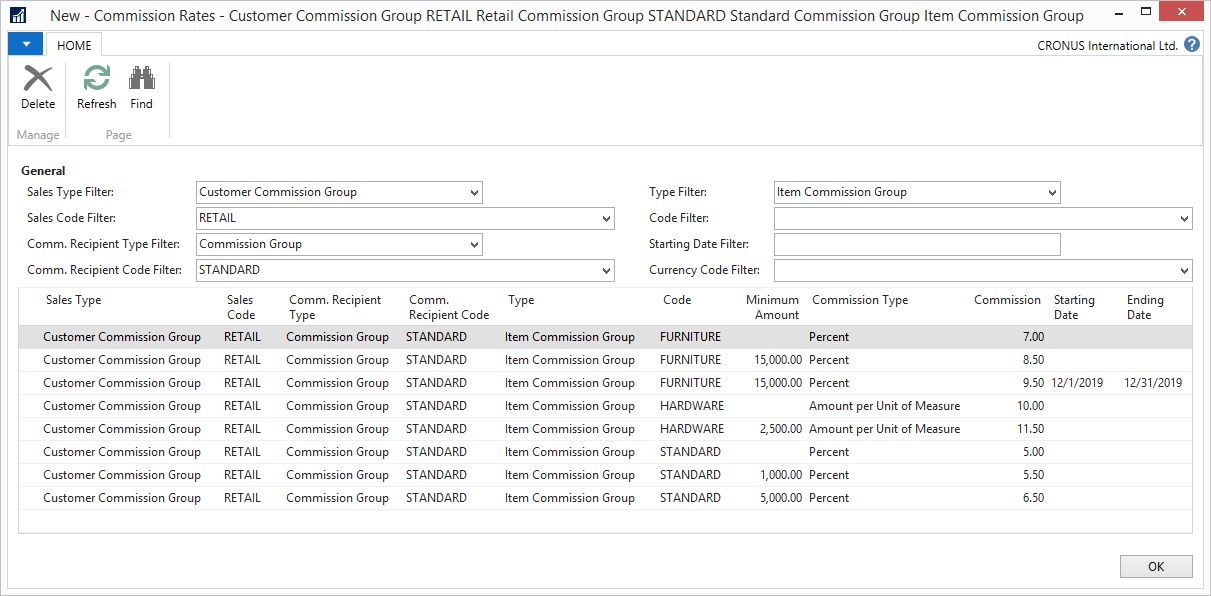 New - Commission Rates - Customer Commission Group RETAIL Retail Commission Group STANDARD Standard Commission Group Item Commission Group
HOME
CRONUS International Ltd. ?
Delete Refresh Find
Manage Page
General
Sales Type Filter: Customer Commission Group Type Filter: Item Commission Group
Sales Code Filter: RETAIL Code Filter:
Comm. Recipient Type Filter: Commission Group Starting Date Filter:
Comm. Recipient Code Filter: STANDARD Currency Code Filter:
Sales Type Sales Comm. Recipient Comm. Type Code Minimum Commission Type Commission Starting Ending
Code Type Recipient Code Amount Date Date
Customer Commission Group RETAIL Commission Group STANDARD Item Commission Group FURNITURE Percent 7.00
Customer Commission Group RETAIL Commission Group STANDARD Item Commission Group FURNITURE 15,000.00 Percent 8.50
Customer Commission Group RETAIL Commission Group STANDARD Item Commission Group FURNITURE 15,000.00 Percent 9.50 12/1/2019 12/31/2019
Customer Commission Group RETAIL Commission Group STANDARD Item Commission Group HARDWARE Amount per Unit of Measure 10.00
Customer Commission Group RETAIL Commission Group STANDARD Item Commission Group HARDWARE 2,500.00 Amount per Unit of Measure 11.50
Customer Commission Group RETAIL Commission Group STANDARD Item Commission Group STANDARD Percent 5.00
Customer Commission Group RETAIL Commission Group STANDARD Item Commission Group STANDARD 1,000.00 Percent 5.50
Customer Commission Group RETAIL Commission Group STANDARD Item Commission Group STANDARD 5,000.00 Percent 6.50
OK